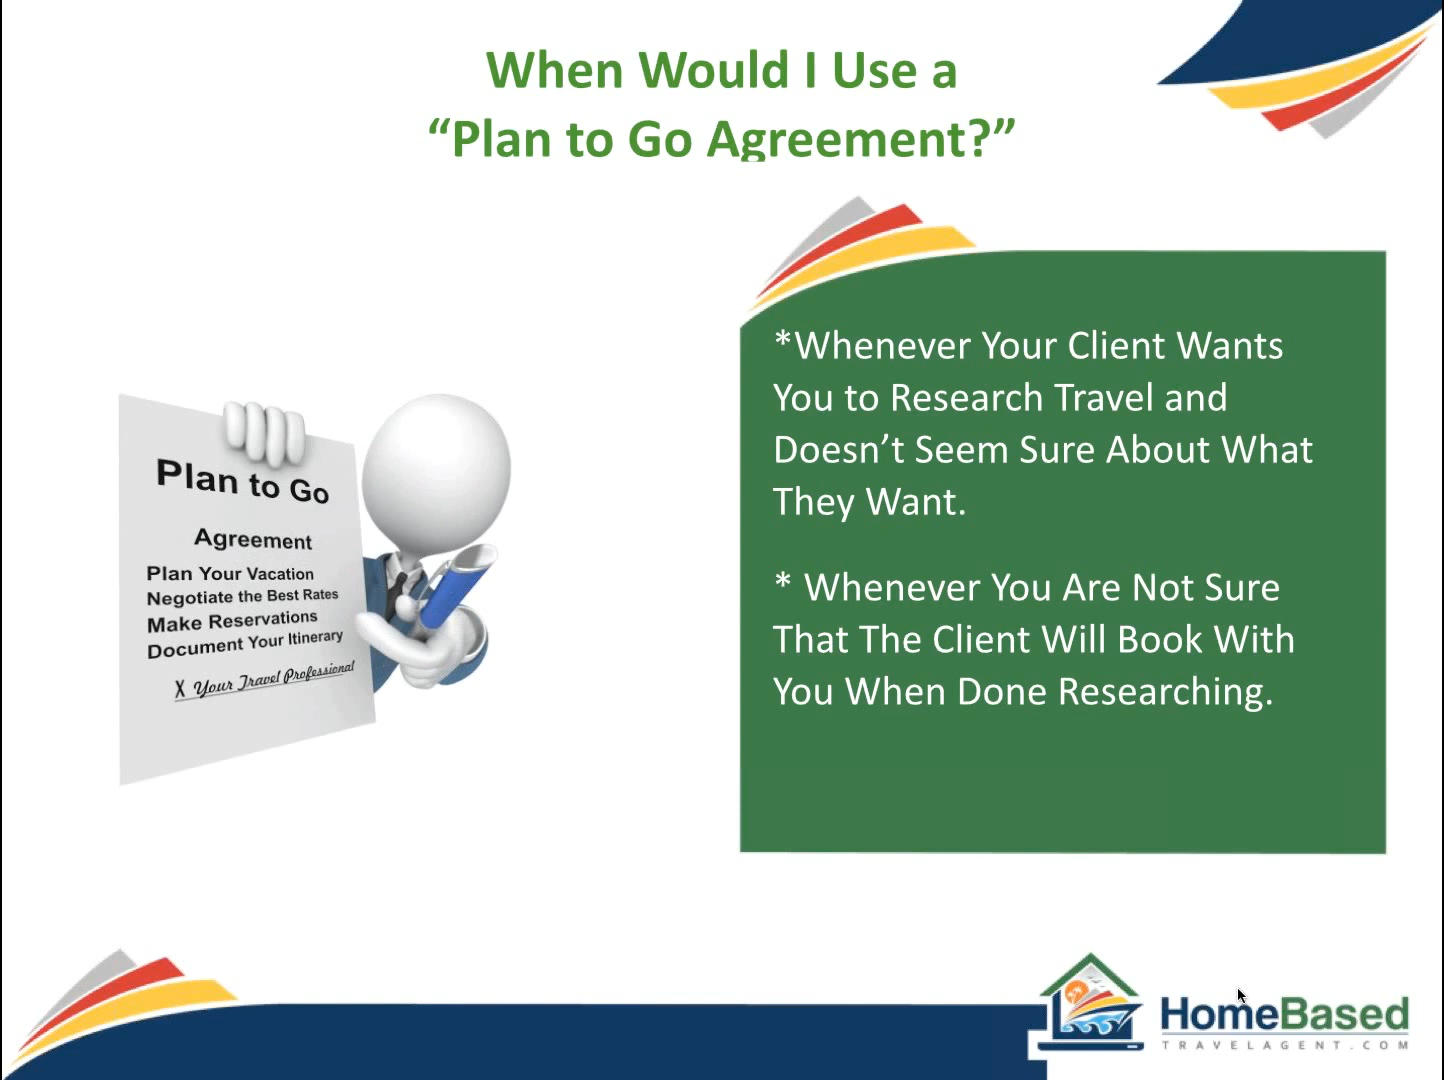 When Would I Use a
“Plan to Go Agreement?”
*Whenever Your Client Wants
You to Research Travel and
Doesn’t Seem Sure About What
They Want.
* Whenever You Are Not Sure
That The Client Will Book With
You When Done Researching.
Plan to Go
Agreement
Plan Your Vacation
Negotiate the Best Rates
Make Reservations
Document Your Itinerary
X Your Travel Professional
HomeBased
TRAVELAGENT.COM